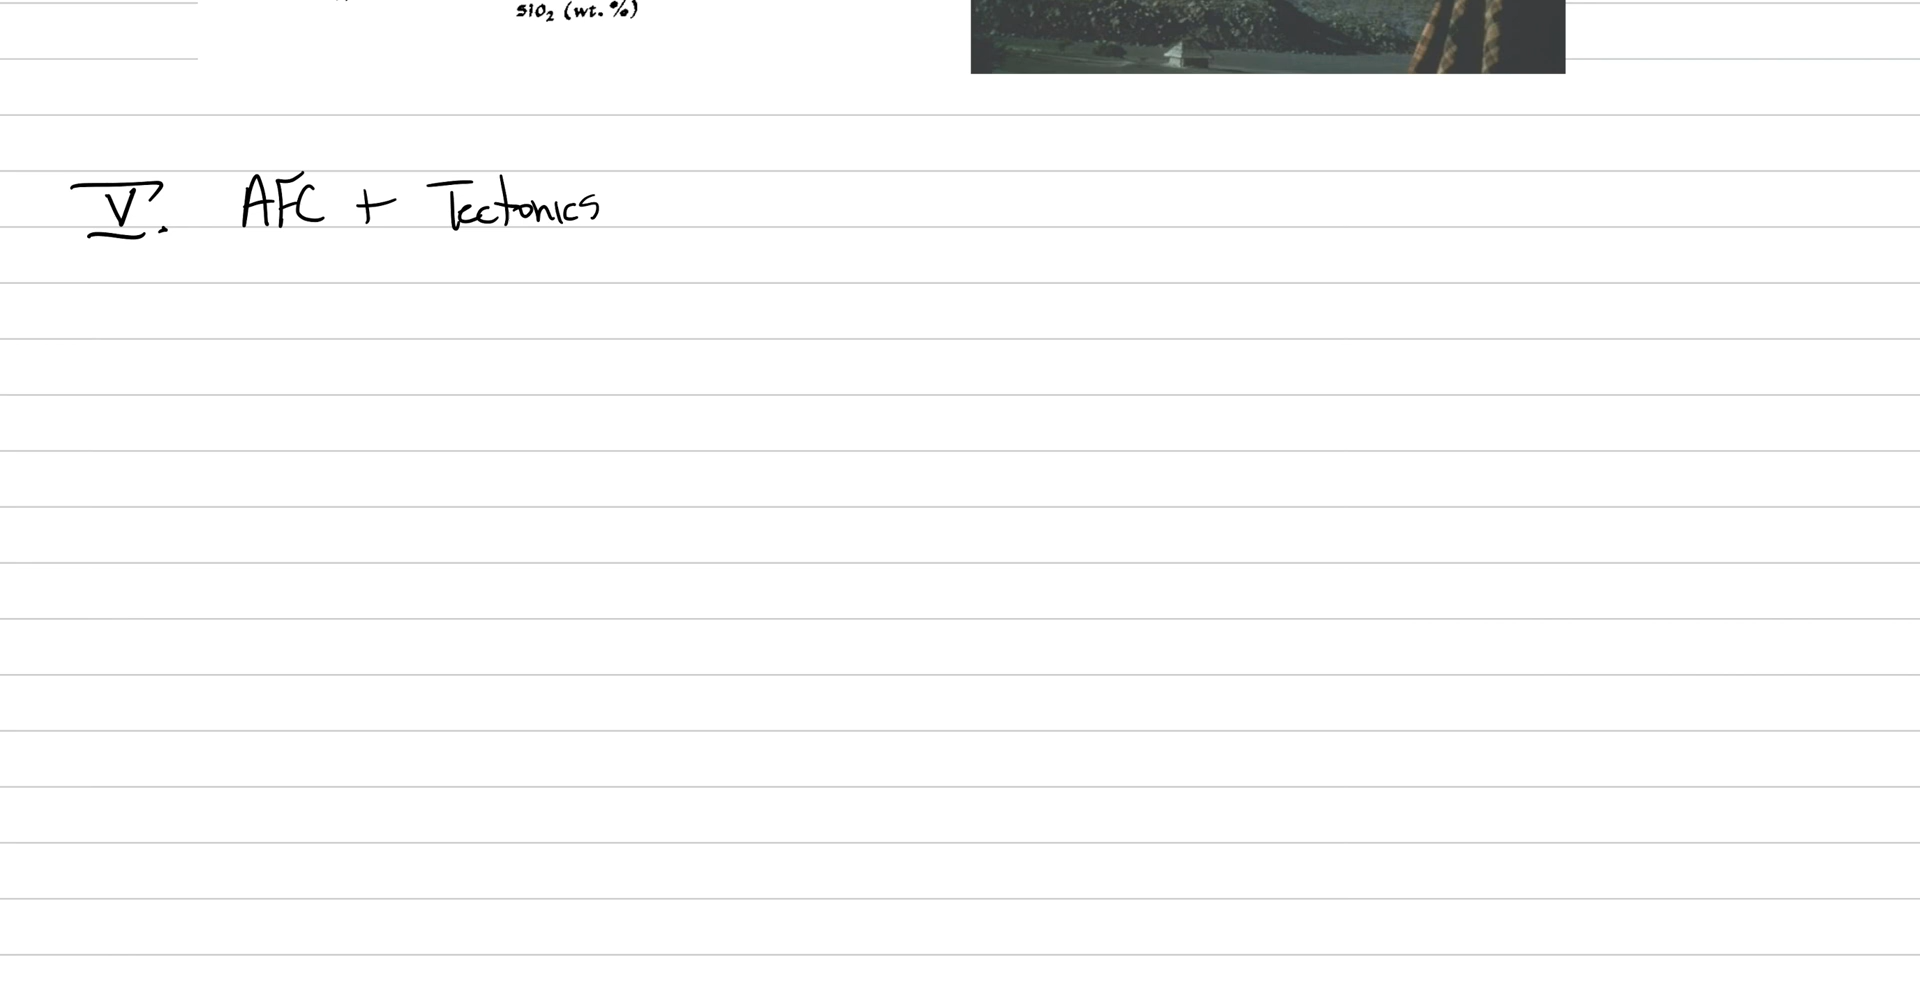 SiO₂ (wt. %)
V. AFC + Tectonics